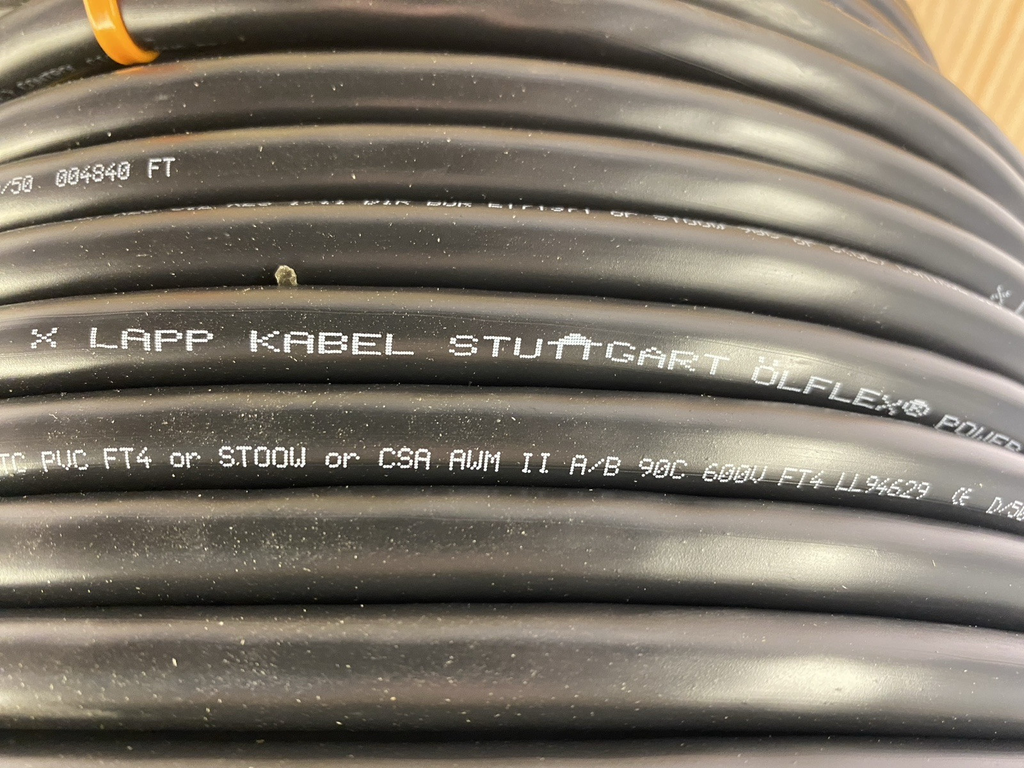 /50 004840 FT
X LAPP KABEL STUTTGART ÖLFLEX® POWER
TC PVC FT4 or STOOW or CSA AWM II A/B 90C 600V FT4 LL94629 CE D/50